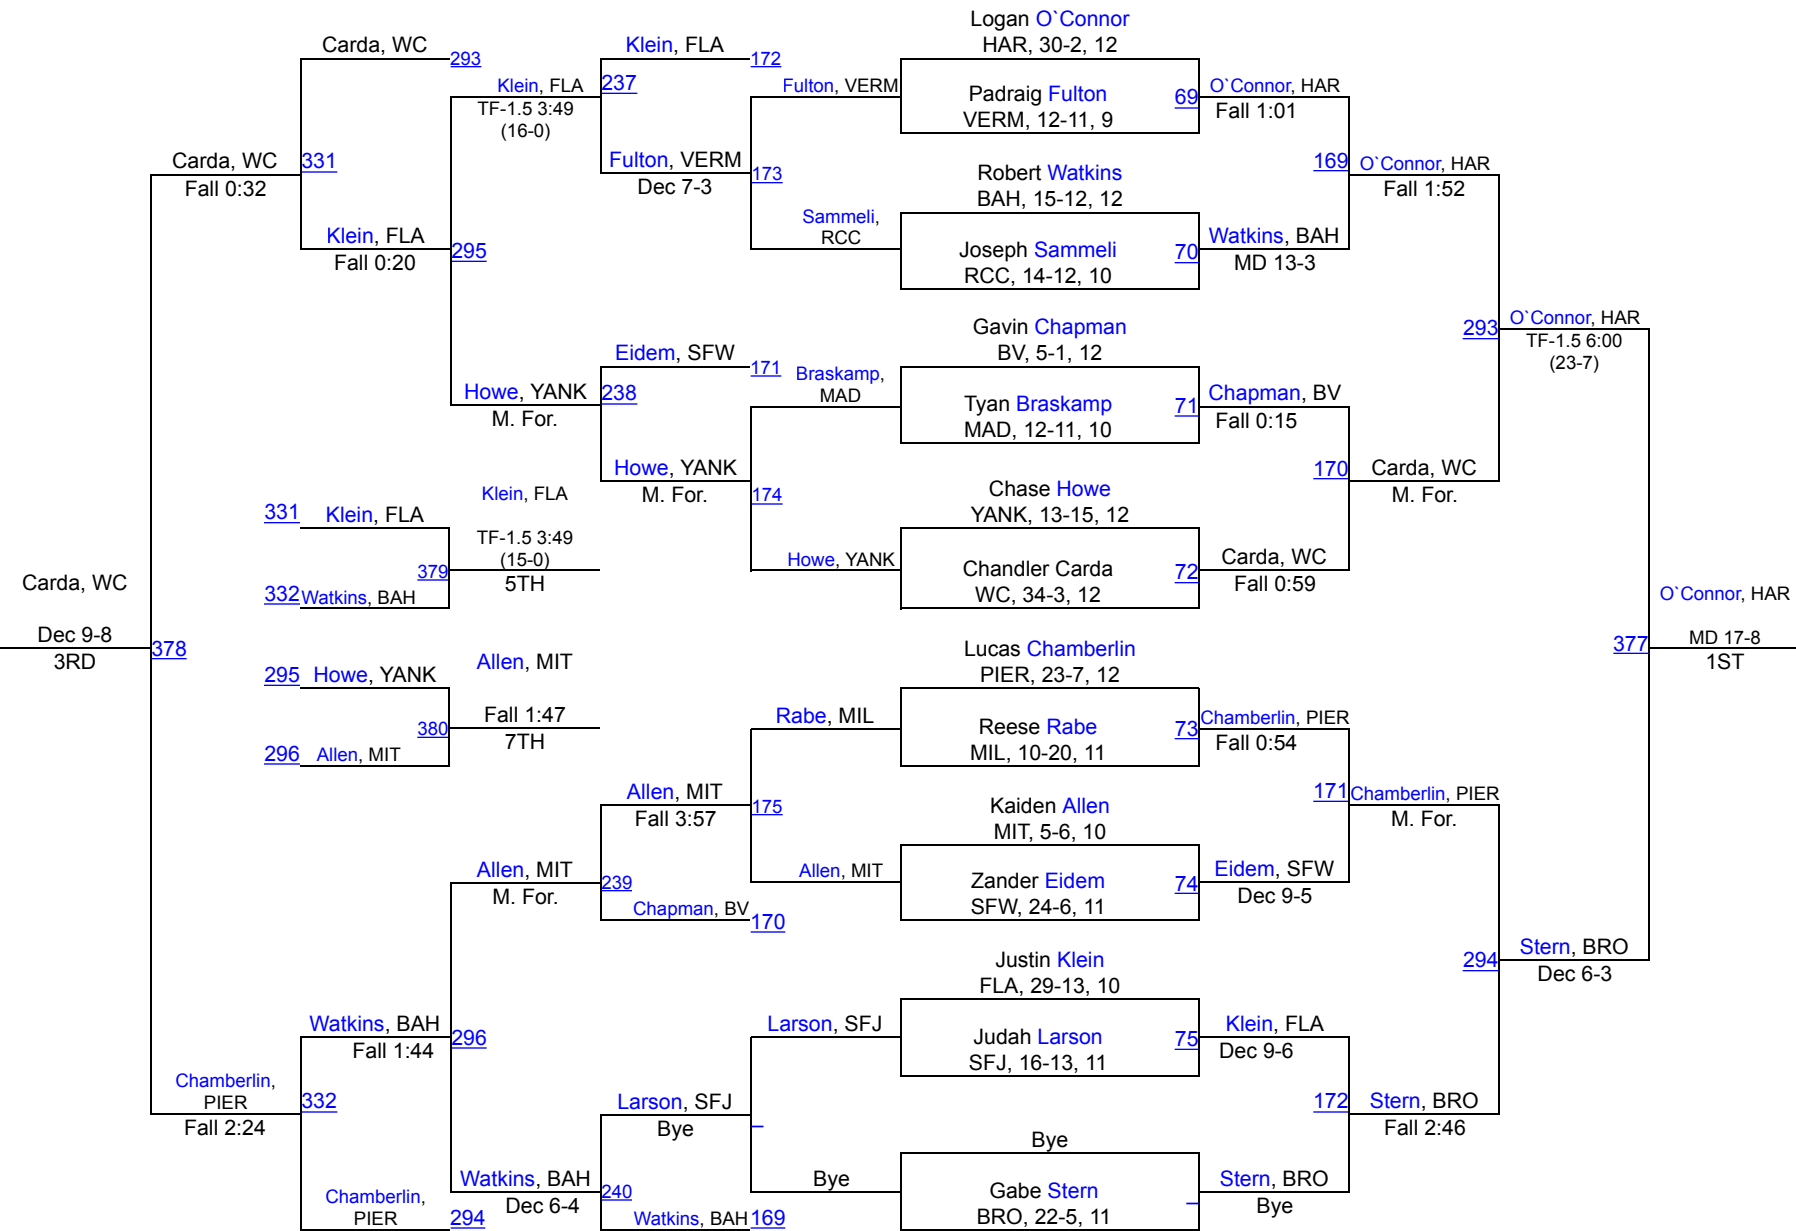 Logan O`Connor
HAR, 30-2, 12
Carda, WC
293
Klein, FLA
172
Klein, FLA
237
TF-1.5 3:49
(16-0)
Fulton, VERM
Padraig Fulton
VERM, 12-11, 9
69
O`Connor, HAR
Fall 1:01
Carda, WC
331
Fall 0:32
Fulton, VERM
173
Dec 7-3
Robert Watkins
BAH, 15-12, 12
169
O`Connor, HAR
Fall 1:52
Sammeli,
RCC
Klein, FLA
295
Fall 0:20
Joseph Sammeli
RCC, 14-12, 10
70
Watkins, BAH
MD 13-3
Gavin Chapman
BV, 5-1, 12
293
O`Connor, HAR
TF-1.5 6:00
(23-7)
Eidem, SFW
171
Braskamp,
MAD
Howe, YANK
238
M. For.
Tyan Braskamp
MAD, 12-11, 10
71
Chapman, BV
Fall 0:15
Howe, YANK
174
M. For.
Chase Howe
YANK, 13-15, 12
170
Carda, WC
M. For.
Klein, FLA
331
Klein, FLA
TF-1.5 3:49
(15-0)
379
5TH
332
Watkins, BAH
Howe, YANK
Chandler Carda
WC, 34-3, 12
72
Carda, WC
Fall 0:59
Carda, WC
Dec 9-8
3RD
378
O`Connor, HAR
377
MD 17-8
1ST
Lucas Chamberlin
PIER, 23-7, 12
295
Howe, YANK
Allen, MIT
380
Fall 1:47
7TH
296
Allen, MIT
Rabe, MIL
Reese Rabe
MIL, 10-20, 11
73
Chamberlin, PIER
Fall 0:54
Allen, MIT
175
Fall 3:57
Kaiden Allen
MIT, 5-6, 10
171
Chamberlin, PIER
M. For.
Allen, MIT
239
M. For.
Allen, MIT
Zander Eidem
SFW, 24-6, 11
74
Eidem, SFW
Dec 9-5
Chapman, BV
170
Justin Klein
FLA, 29-13, 10
294
Stern, BRO
Dec 6-3
Watkins, BAH
296
Fall 1:44
Larson, SFJ
Judah Larson
SFJ, 16-13, 11
75
Klein, FLA
Dec 9-6
Chamberlin,
PIER
332
Fall 2:24
Larson, SFJ
Bye
Bye
172
Stern, BRO
Fall 2:46
Watkins, BAH
240
Dec 6-4
Bye
Gabe Stern
BRO, 22-5, 11
Stern, BRO
Bye
Chamberlin,
PIER
294
Watkins, BAH
169